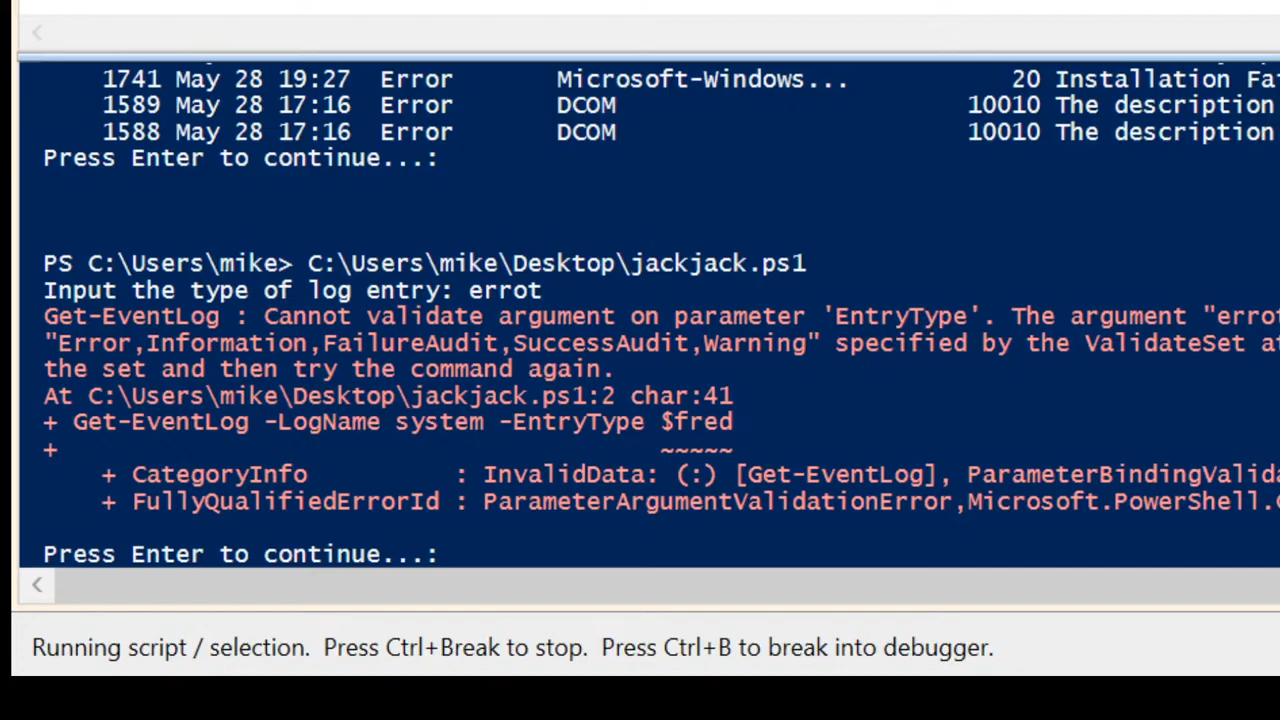 1741 May 28 19:27 Error Microsoft-Windows... 20 Installation Fa
1589 May 28 17:16 Error DCOM 10010 The description
1588 May 28 17:16 Error DCOM 10010 The description
Press Enter to continue...:
PS C:\Users\mike> C:\Users\mike\Desktop\jackjack.ps1
Input the type of log entry: errot
Get-EventLog : Cannot validate argument on parameter 'EntryType'. The argument "errot
"Error,Information,FailureAudit,SuccessAudit,Warning" specified by the ValidateSet at
the set and then try the command again.
At C:\Users\mike\Desktop\jackjack.ps1:2 char:41
+ Get-EventLog -LogName system -EntryType $fred
+ ~~~~~
+ CategoryInfo : InvalidData: (:) [Get-EventLog], ParameterBindingValida
+ FullyQualifiedErrorId : ParameterArgumentValidationError,Microsoft.PowerShell.
Press Enter to continue...:
Running script / selection. Press Ctrl+Break to stop. Press Ctrl+B to break into debugger.